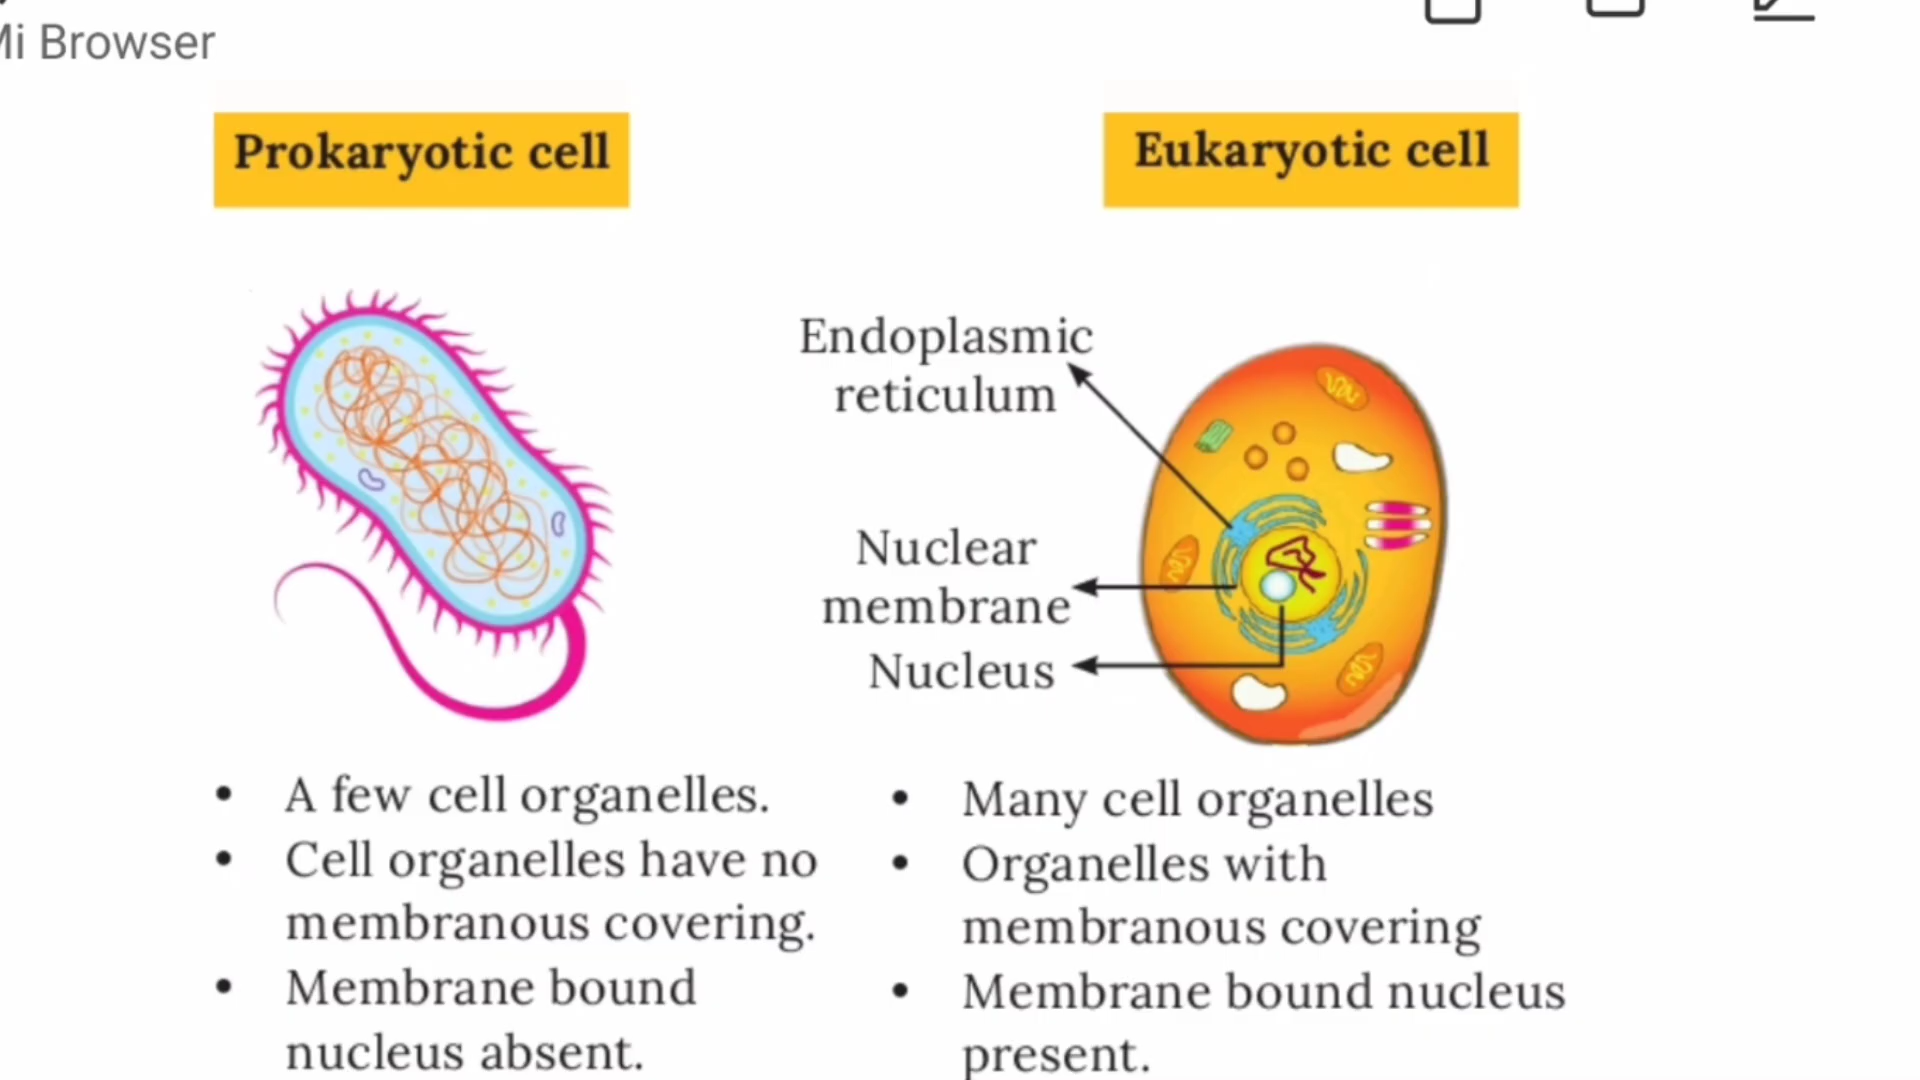 Mi Browser
Prokaryotic cell
Eukaryotic cell
Endoplasmic
reticulum
Nuclear
membrane
Nucleus
• A few cell organelles.
• Cell organelles have no
membranous covering.
• Membrane bound
nucleus absent.
• Many cell organelles
• Organelles with
membranous covering
• Membrane bound nucleus
present.